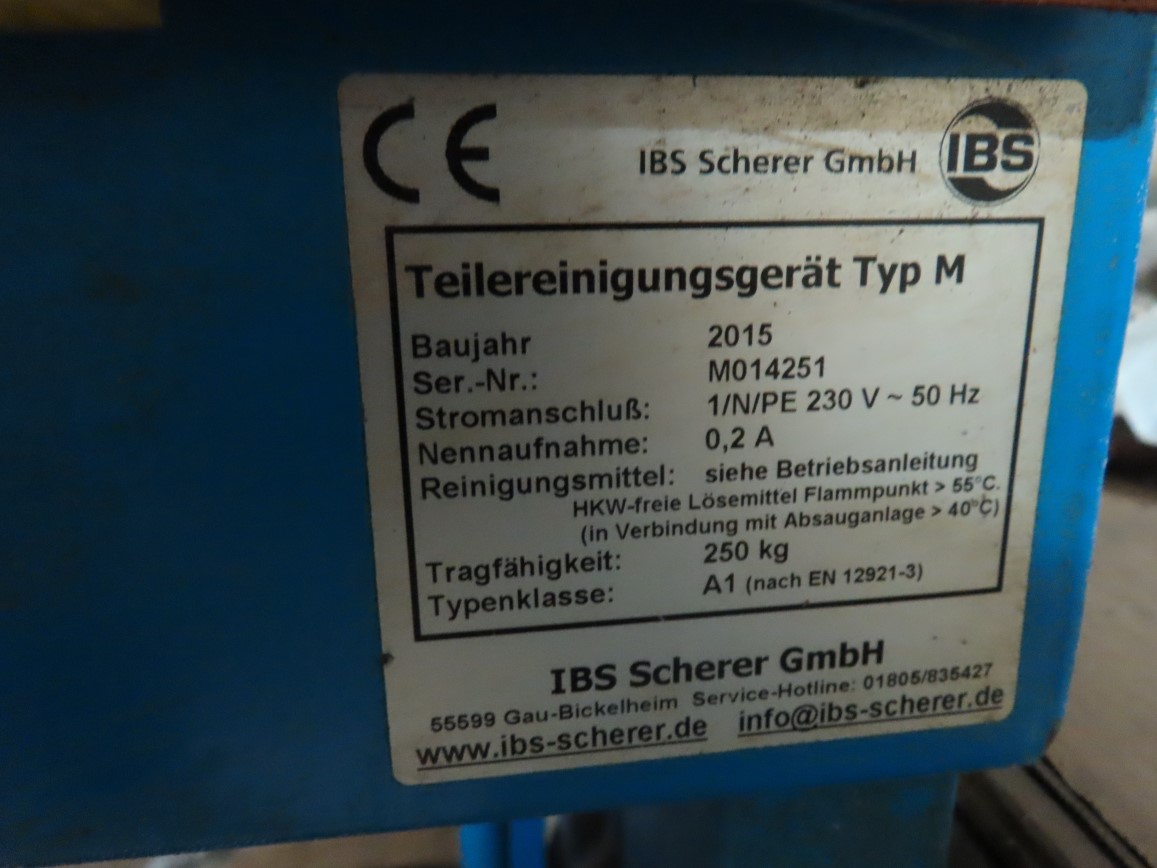 CE
IBS Scherer GmbH IBS
Teilereinigungsgerät Typ M
Baujahr 2015
Ser.-Nr.: M014251
Stromanschluß: 1/N/PE 230 V ~ 50 Hz
Nennaufnahme: 0,2 A
Reinigungsmittel: siehe Betriebsanleitung
HKW-freie Lösemittel Flammpunkt > 55°C.
(in Verbindung mit Absauganlage > 40°C)
Tragfähigkeit: 250 kg
Typenklasse: A1 (nach EN 12921-3)
IBS Scherer GmbH
55599 Gau-Bickelheim Service-Hotline: 01805/835427
www.ibs-scherer.de info@ibs-scherer.de